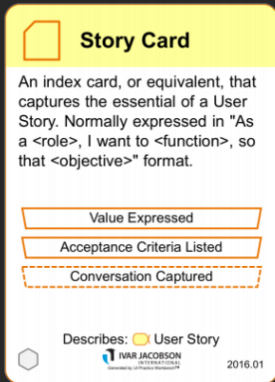 Story Card
An index card, or equivalent, that
captures the essential of a User
Story. Normally expressed in "As
a <role>, I want to <function>, so
that <objective>" format.
Value Expressed
Acceptance Criteria Listed
Conversation Captured
Describes: User Story
IVAR JACOBSON
INTERNATIONAL
2016.01